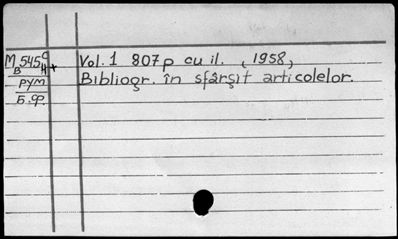 M 545 C
B H +
рум
Б.ф.
Vol. 1 807 p cu il. , 1958,
Bibliogr. în sfârşit articolelor.